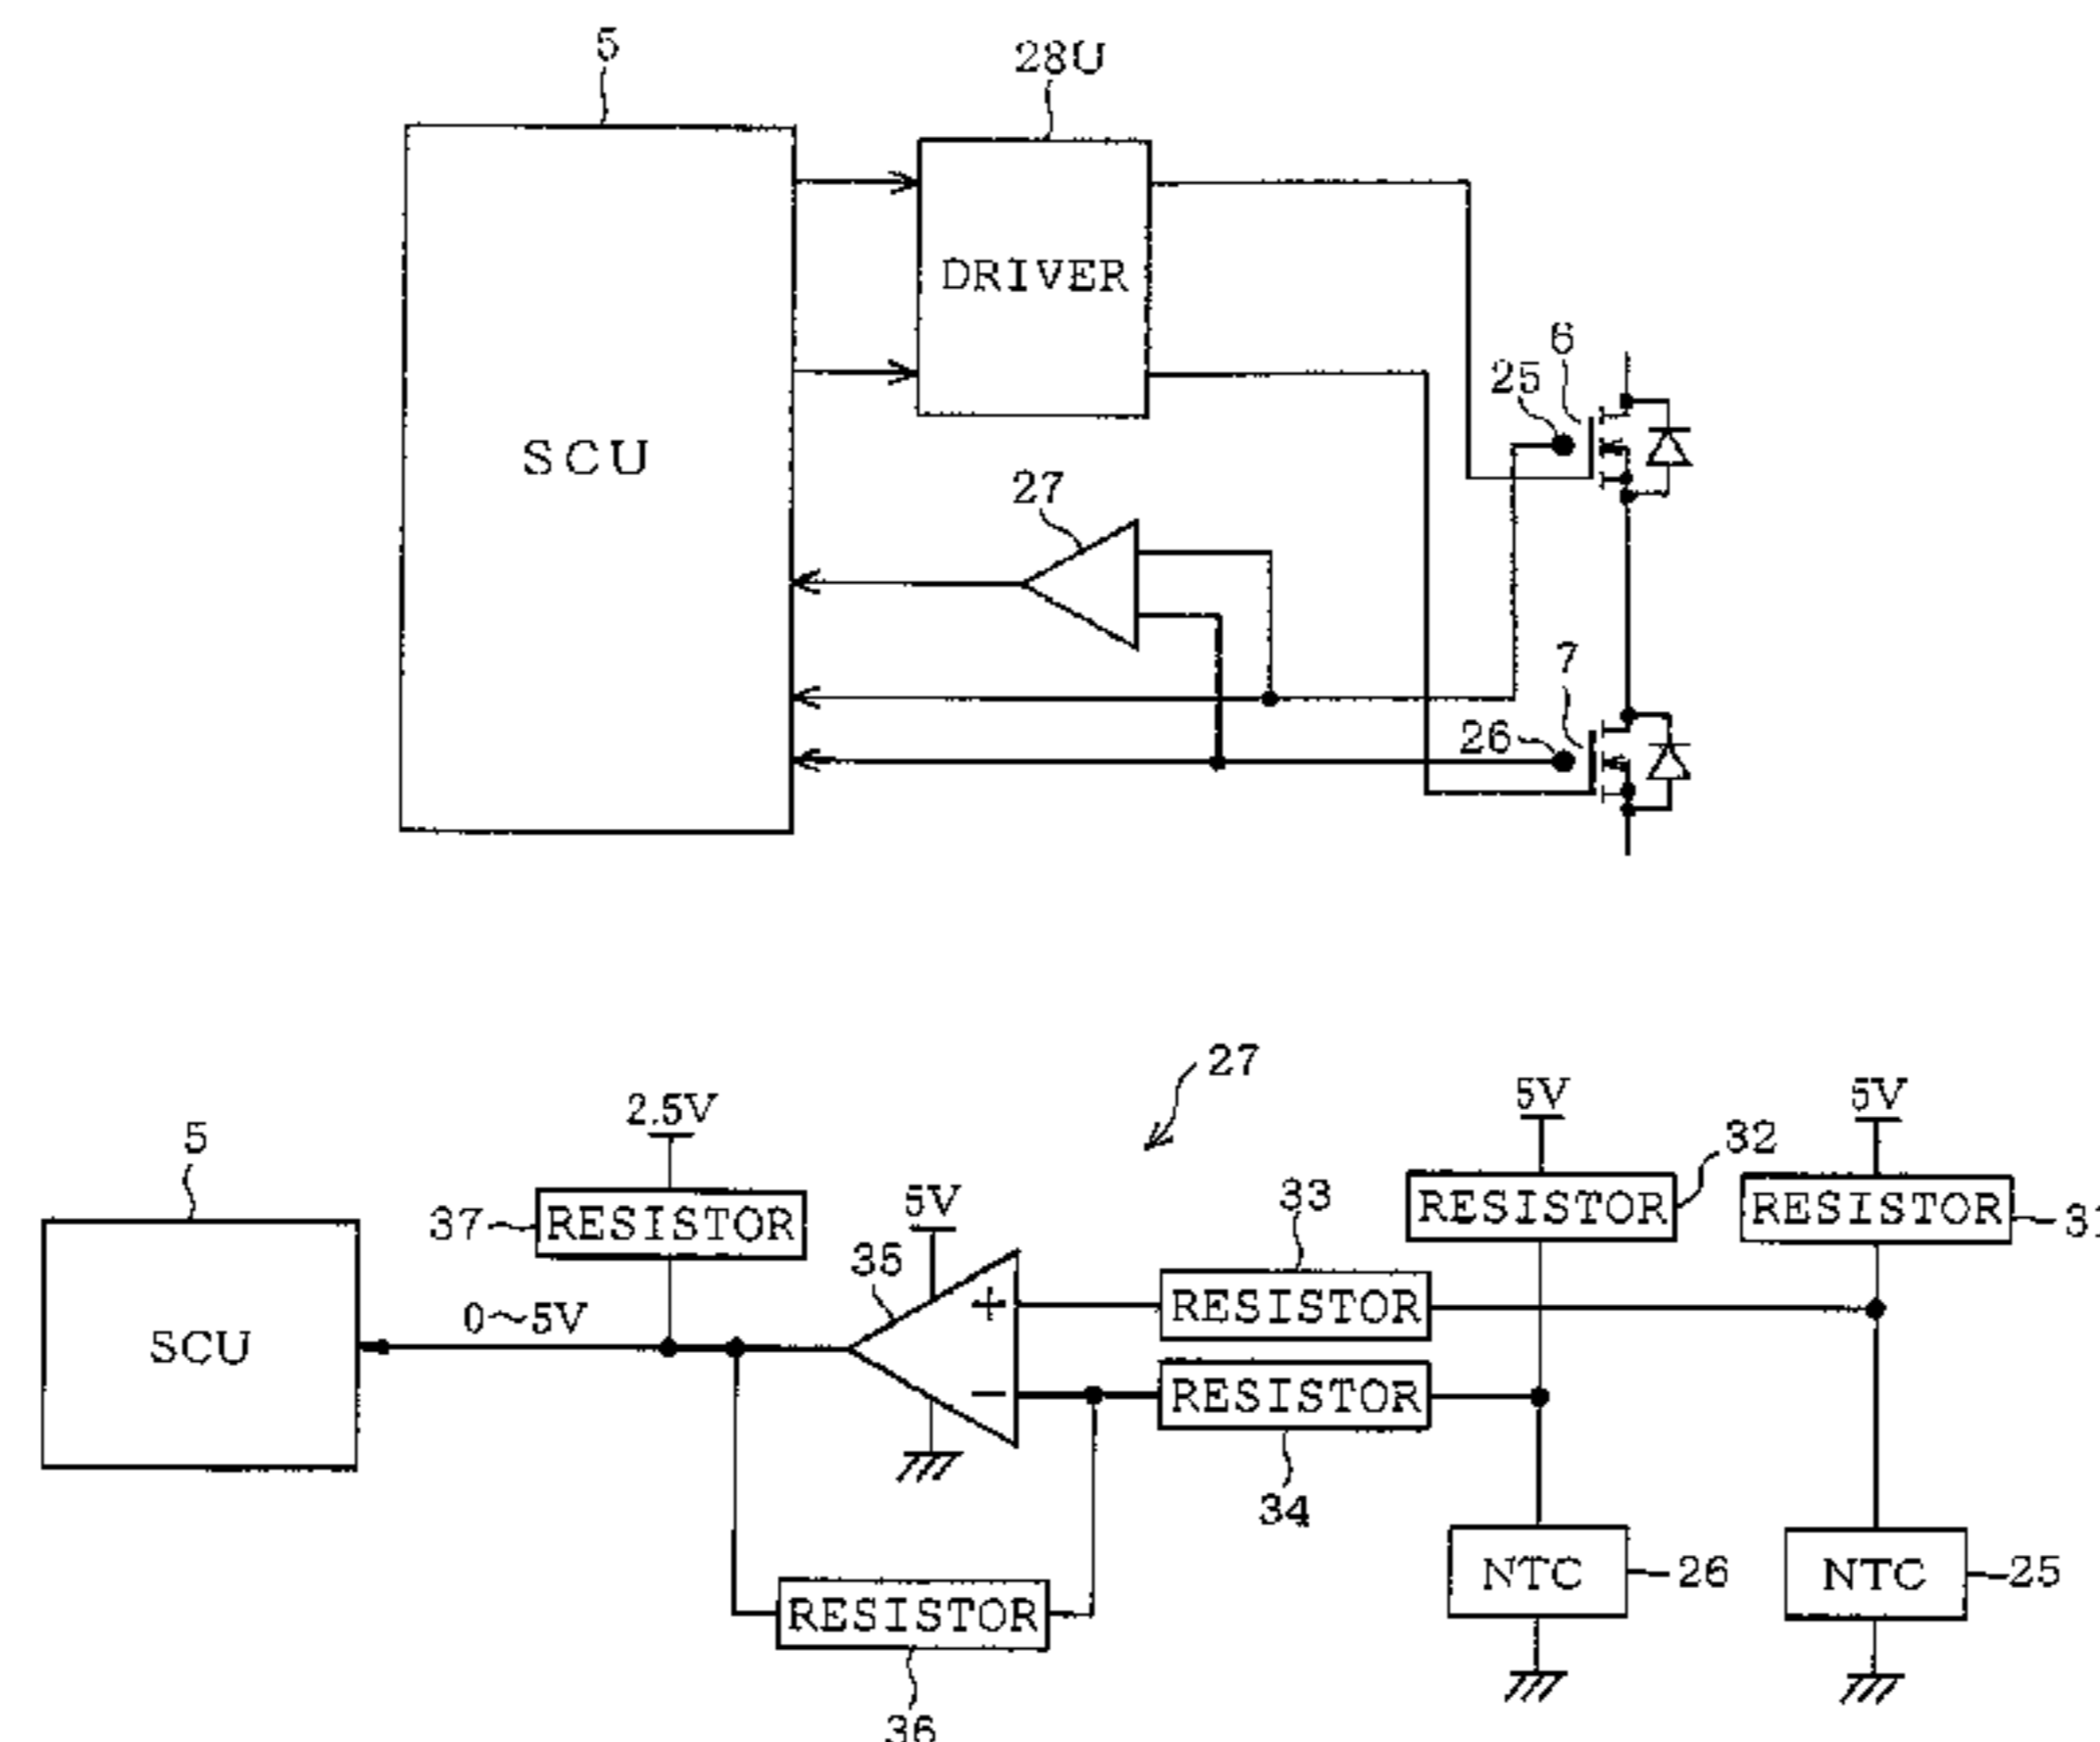 5
28U
DRIVER
SCU
6
25
27
7
26
27
5
2.5V
5V
5V
32
33
37
RESISTOR
5V
RESISTOR
RESISTOR
31
35
0~5V
+
RESISTOR
SCU
−
RESISTOR
34
NTC
26
NTC
25
RESISTOR
36